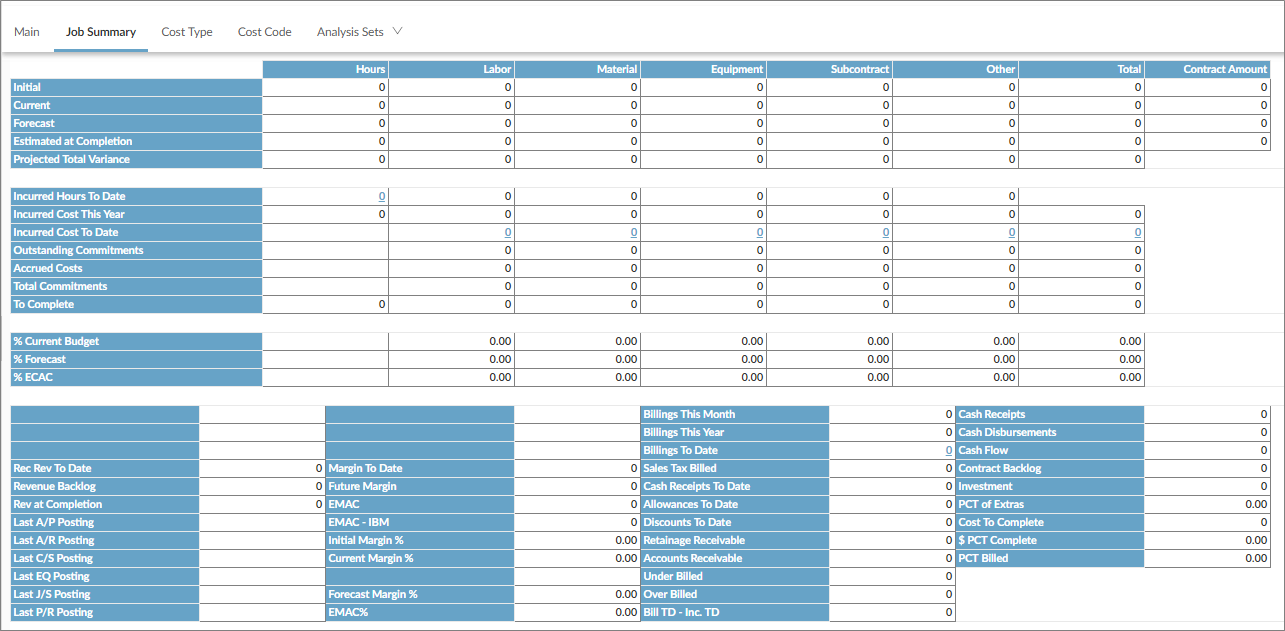 Main Job Summary Cost Type Cost Code Analysis Sets
Hours Labor Material Equipment Subcontract Other Total Contract Amount
Initial 0 0 0 0 0 0 0 0
Current 0 0 0 0 0 0 0 0
Forecast 0 0 0 0 0 0 0 0
Estimated at Completion 0 0 0 0 0 0 0 0
Projected Total Variance 0 0 0 0 0 0 0
Incurred Hours To Date 0 0 0 0 0 0
Incurred Cost This Year 0 0 0 0 0 0 0
Incurred Cost To Date 0 0 0 0 0 0
Outstanding Commitments 0 0 0 0 0 0
Accrued Costs 0 0 0 0 0 0
Total Commitments 0 0 0 0 0 0
To Complete 0 0 0 0 0 0 0
% Current Budget 0.00 0.00 0.00 0.00 0.00 0.00
% Forecast 0.00 0.00 0.00 0.00 0.00 0.00
% ECAC 0.00 0.00 0.00 0.00 0.00 0.00
Billings This Month 0 Cash Receipts 0
Billings This Year 0 Cash Disbursements 0
Billings To Date 0 Cash Flow 0
Rec Rev To Date 0 Margin To Date 0 Sales Tax Billed 0 Contract Backlog 0
Revenue Backlog 0 Future Margin 0 Cash Receipts To Date 0 Investment 0
Rev at Completion 0 EMAC 0 Allowances To Date 0 PCT of Extras 0.00
Last A/P Posting EMAC - IBM 0 Discounts To Date 0 Cost To Complete 0
Last A/R Posting Initial Margin % 0.00 Retainage Receivable 0 $ PCT Complete 0.00
Last C/S Posting Current Margin % 0.00 Accounts Receivable 0 PCT Billed 0.00
Last EQ Posting Under Billed 0
Last J/S Posting Forecast Margin % 0.00 Over Billed 0
Last P/R Posting EMAC% 0.00 Bill TD - Inc. TD 0